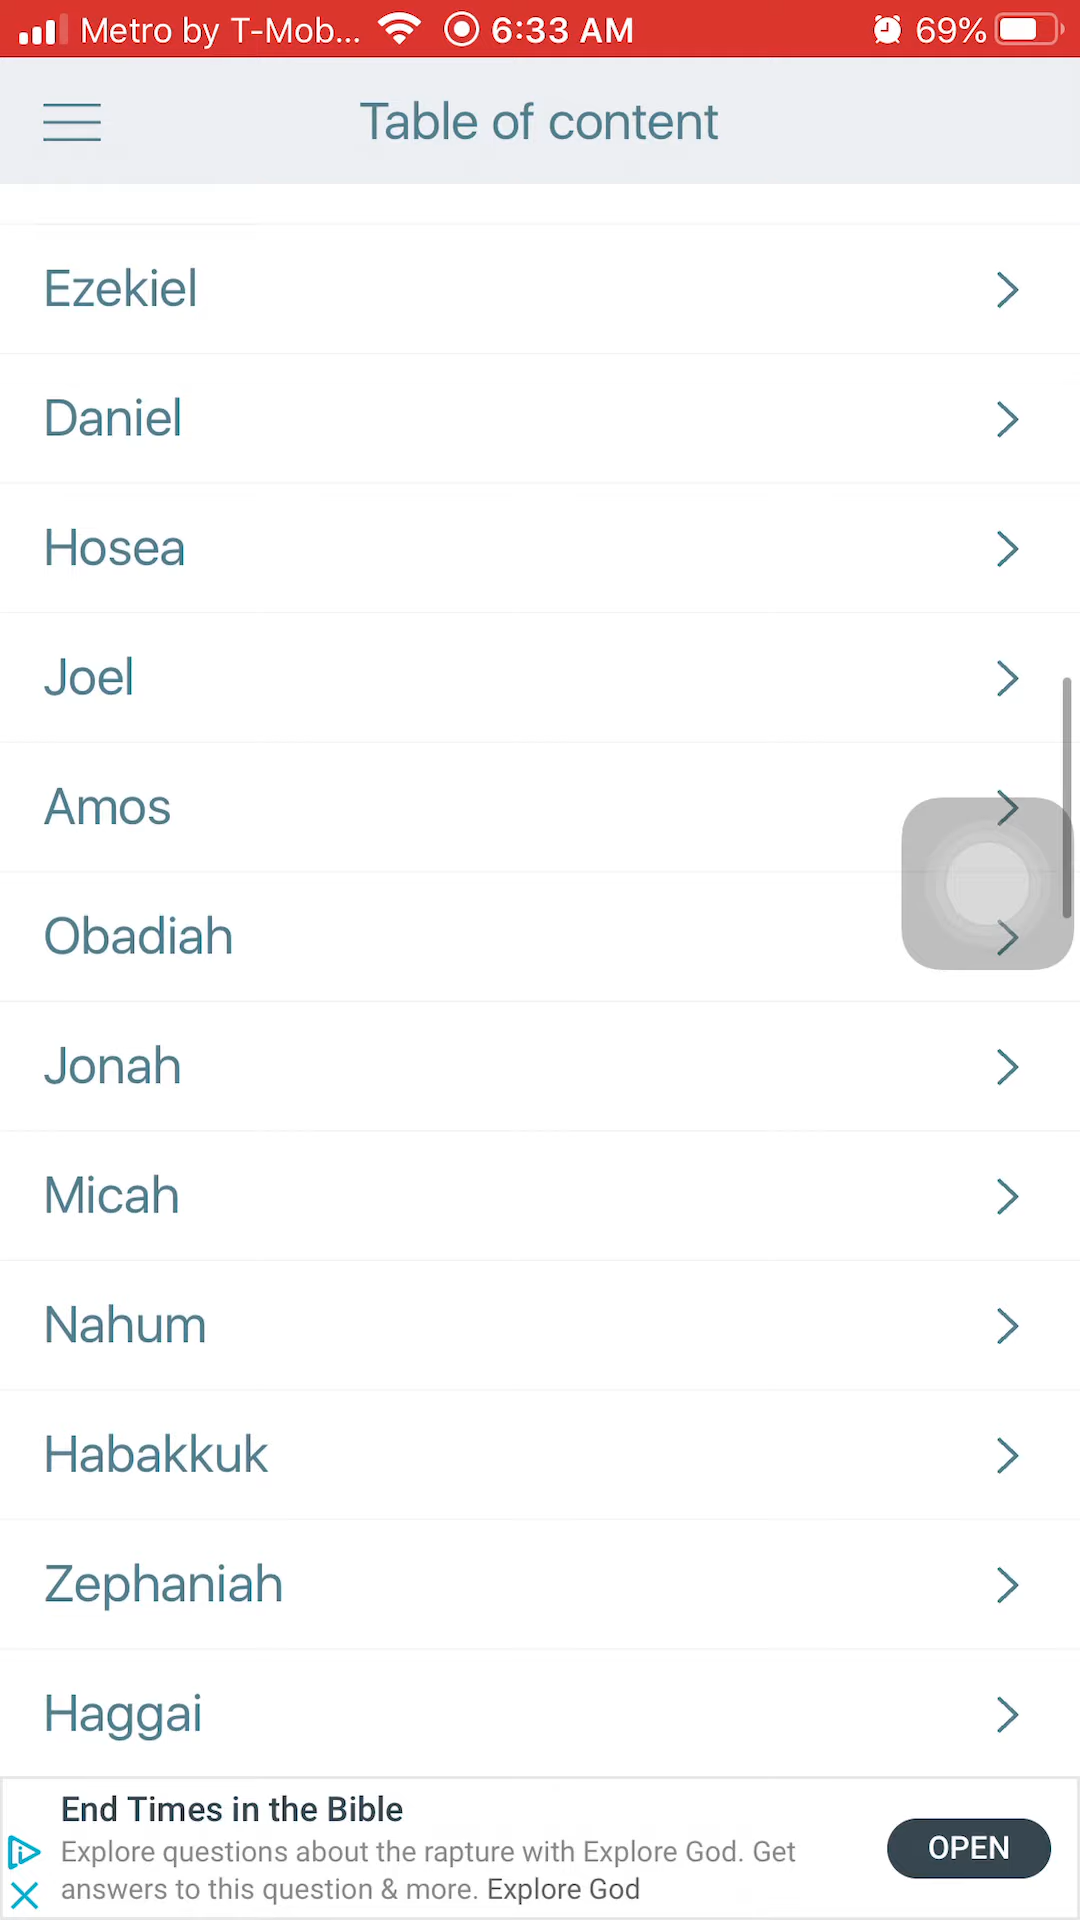 Metro by T-Mob... 6:33 AM 69%
Table of content
Ezekiel
Daniel
Hosea
Joel
Amos
Obadiah
Jonah
Micah
Nahum
Habakkuk
Zephaniah
Haggai
End Times in the Bible
Explore questions about the rapture with Explore God. Get
answers to this question & more. Explore God
OPEN